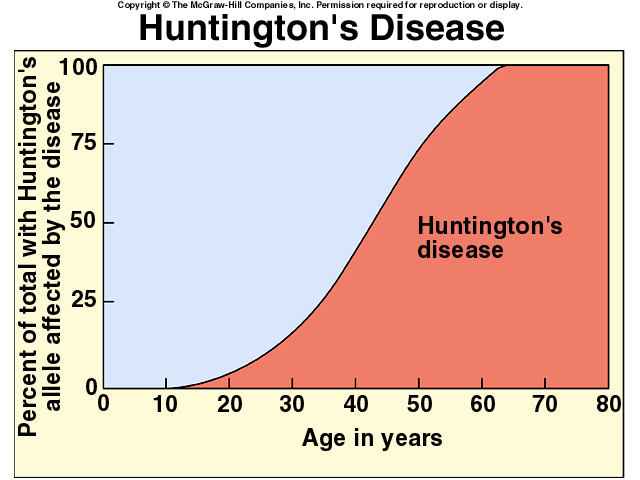 Copyright © The McGraw-Hill Companies, Inc. Permission required for reproduction or display.
Huntington's Disease
Percent of total with Huntington's
allele affected by the disease
100
75
50
25
0
Huntington's
disease
0 10 20 30 40 50 60 70 80
Age in years